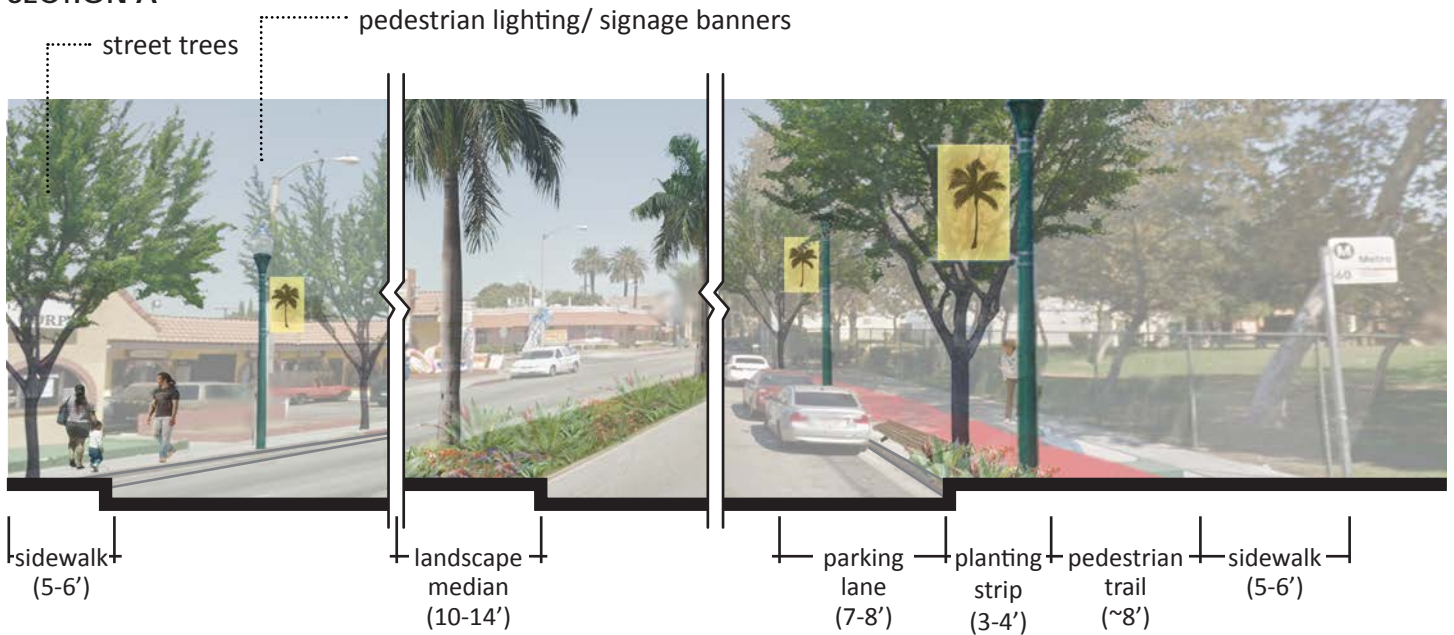 SECTION A
pedestrian lighting/ signage banners
street trees
M Metro
60
sidewalk
(5-6')
landscape
median
(10-14')
parking
lane
(7-8')
planting
strip
(3-4')
pedestrian
trail
(~8')
sidewalk
(5-6')